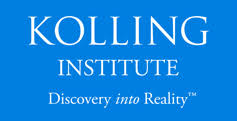 KOLLING
INSTITUTE
Discovery into Reality™